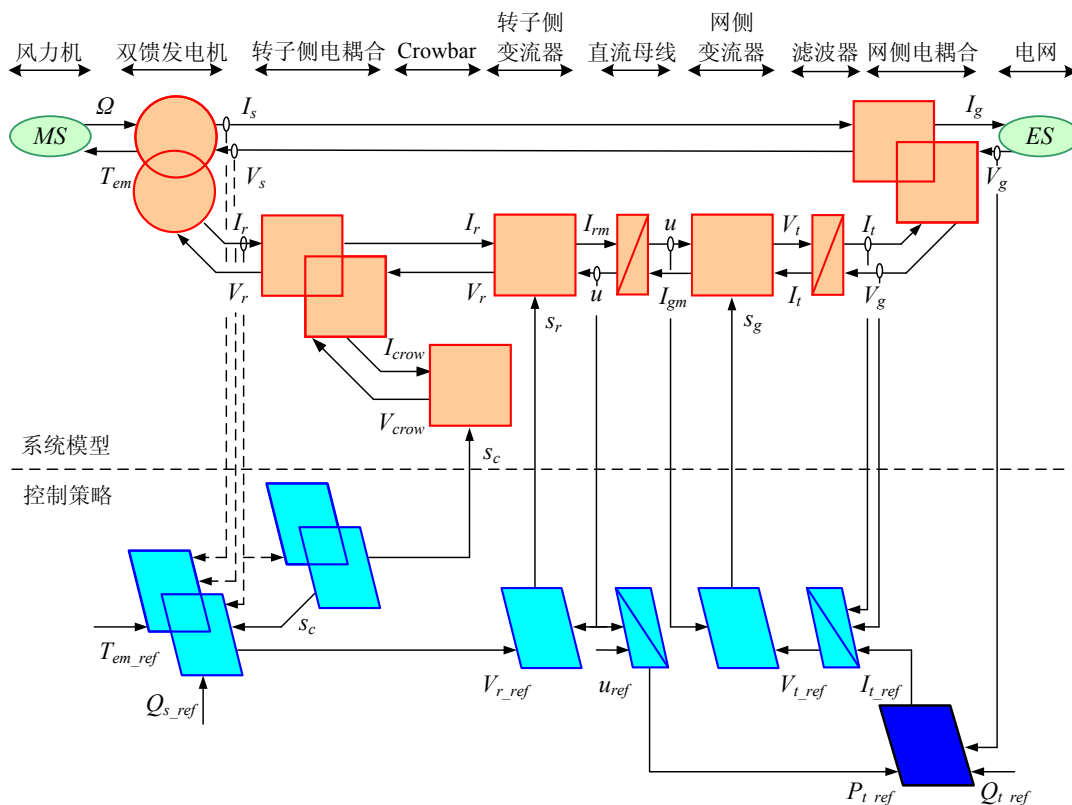 风力机
双馈发电机
转子侧电耦合
Crowbar
转子侧
变流器
直流母线
网侧
变流器
滤波器
网侧电耦合
电网
MS
Ω
T_em
I_s
V_s
I_g
V_g
ES
I_r
V_r
I_r
V_r
I_rm
u
u
I_gm
V_t
I_t
I_t
V_g
s_r
s_g
I_crow
V_crow
s_c
系统模型
控制策略
s_c
T_em_ref
Q_s_ref
V_r_ref
u_ref
V_t_ref
I_t_ref
P_t_ref
Q_t_ref